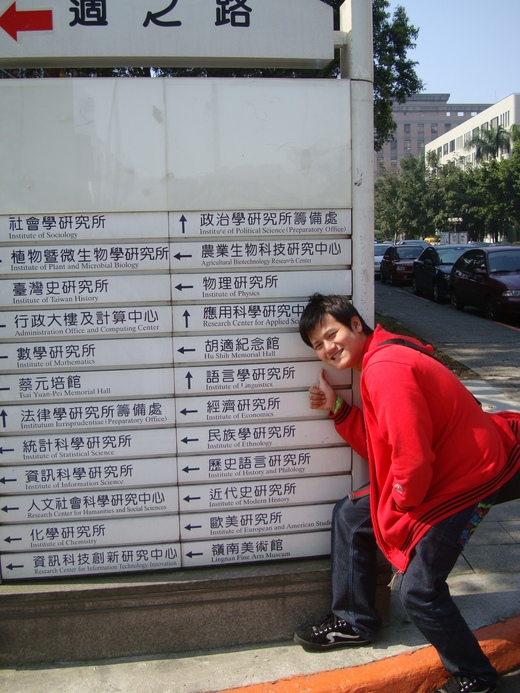 週之路
社會學研究所
Institute of Sociology
植物暨微生物學研究所
Institute of Plant and Microbial Biology
臺灣史研究所
Institute of Taiwan History
行政大樓及計算中心
Administration Office and Computing Center
數學研究所
Institute of Mathematics
蔡元培館
Tsai Yuan-Pei Memorial Hall
法律學研究所籌備處
Institutum Iurisprudentiae (Preparatory Office)
統計科學研究所
Institute of Statistical Science
資訊科學研究所
Institute of Information Science
人文社會科學研究中心
Research Center for Humanities and Social Sciences
化學研究所
Institute of Chemistry
資訊科技創新研究中心
Research Center for Information Technology Innovation
政治學研究所籌備處
Institute of Political Science (Preparatory Office)
農業生物科技研究中心
Agricultural Biotechnology Research Center
物理研究所
Institute of Physics
應用科學研究中
Research Center for Applied
胡適紀念館
Hu Shih Memorial Hall
語言學研究所
Institute of Linguistics
經濟研究所
Institute of Economics
民族學研究所
Institute of Ethnology
歷史語言研究所
Institute of History and Philology
近代史研究所
Institute of Modern History
歐美研究所
Institute of European and American
嶺南美術館
Lingnan Fine Arts Museum